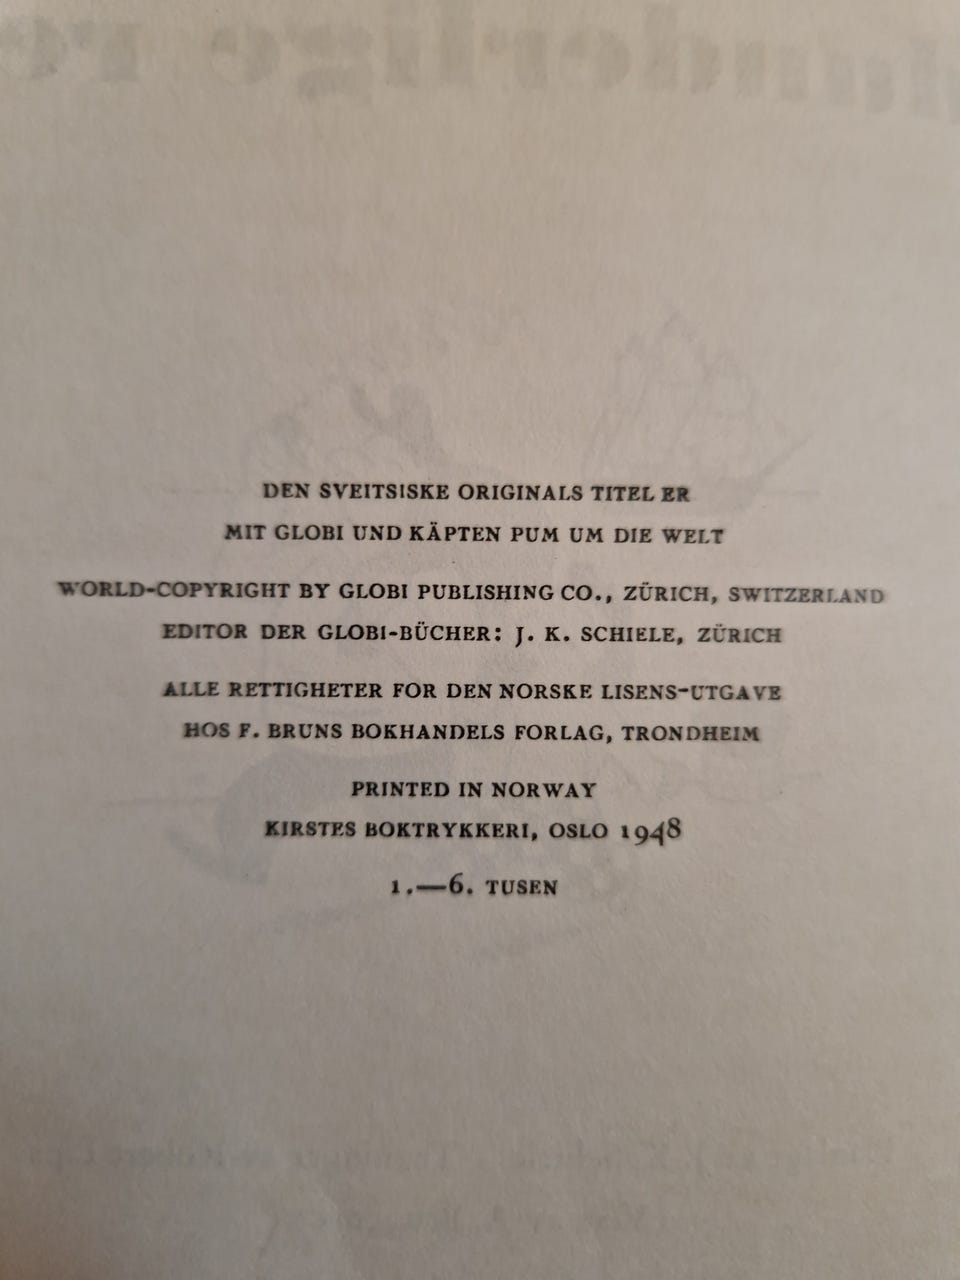 DEN SVEITSISKE ORIGINALS TITEL ER
MIT GLOBI UND KÄPTEN PUM UM DIE WELT
WORLD-COPYRIGHT BY GLOBI PUBLISHING CO., ZÜRICH, SWITZERLAND
EDITOR DER GLOBI-BÜCHER: J. K. SCHIELE, ZÜRICH
ALLE RETTIGHETER FOR DEN NORSKE LISENS-UTGAVE
HOS F. BRUNS BOKHANDELS FORLAG, TRONDHEIM
PRINTED IN NORWAY
KIRSTES BOKTRYKKERI, OSLO 1948
1.—6. TUSEN